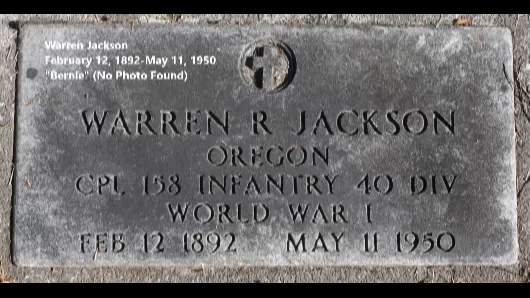 Warren Jackson
February 12, 1892-May 11, 1950
"Bernie" (No Photo Found)
WARREN R JACKSON
OREGON
CPL 158 INFANTRY 40 DIV
WORLD WAR I
FEB 12 1892 MAY 11 1950